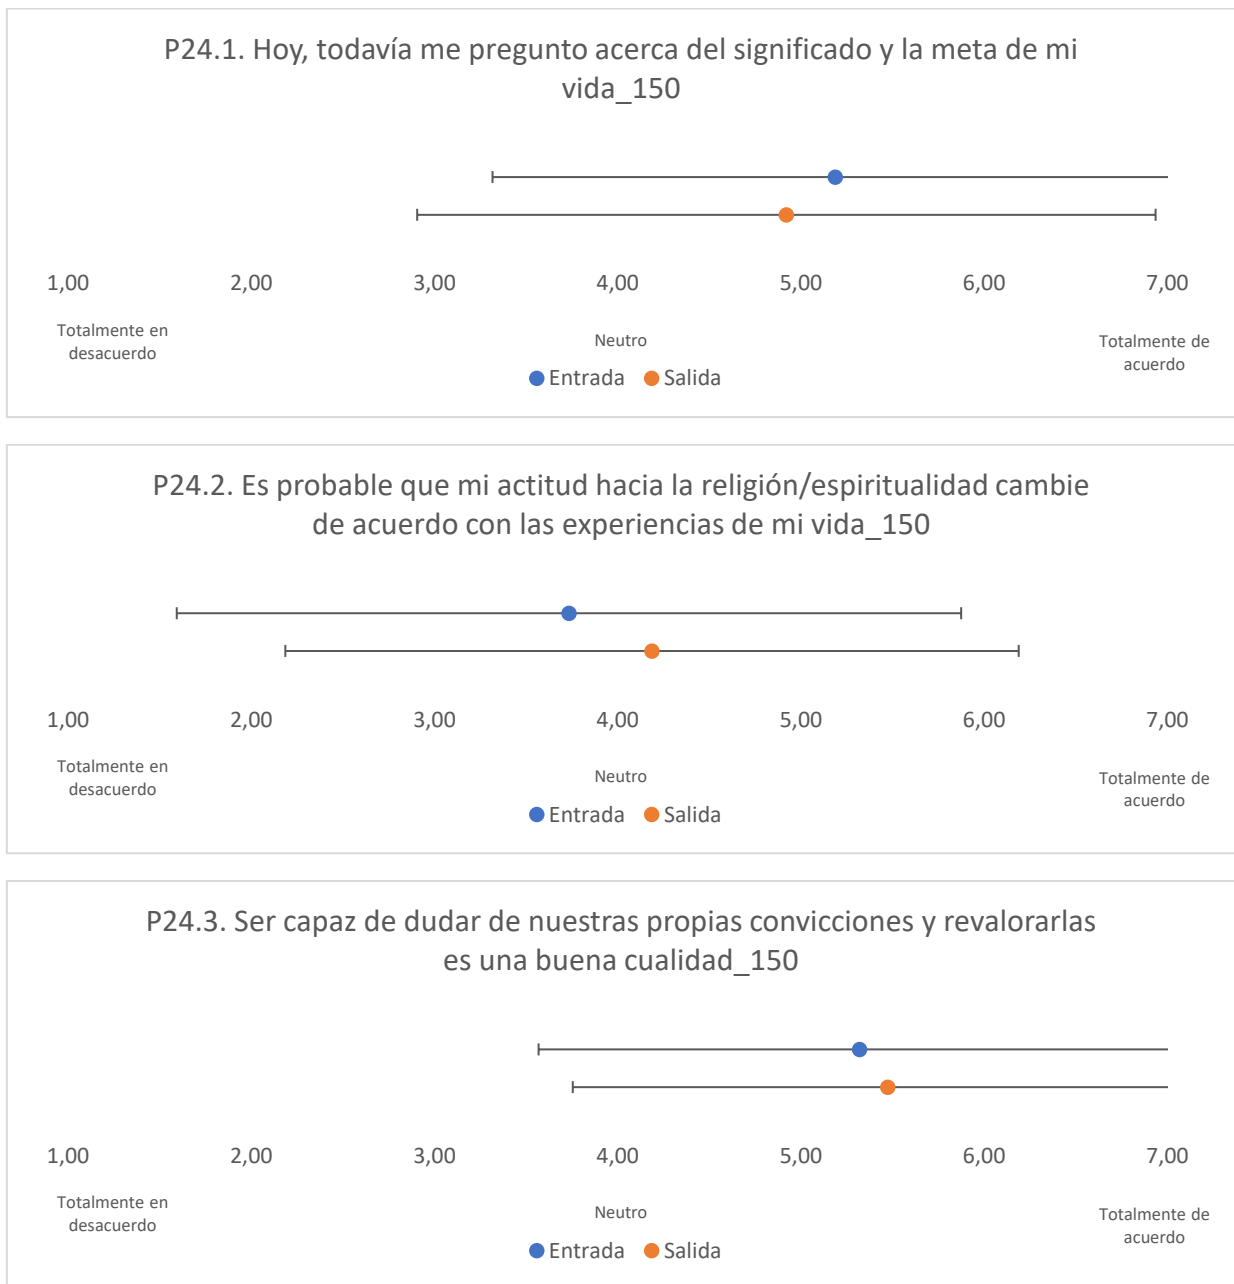 P24.1. Hoy, todavía me pregunto acerca del significado y la meta de mi
vida_150
1,00 2,00 3,00 4,00 5,00 6,00 7,00
Totalmente en
desacuerdo
Neutro
Totalmente de
acuerdo
Entrada Salida
P24.2. Es probable que mi actitud hacia la religión/espiritualidad cambie
de acuerdo con las experiencias de mi vida_150
1,00 2,00 3,00 4,00 5,00 6,00 7,00
Totalmente en
desacuerdo
Neutro
Totalmente de
acuerdo
Entrada Salida
P24.3. Ser capaz de dudar de nuestras propias convicciones y revalorarlas
es una buena cualidad_150
1,00 2,00 3,00 4,00 5,00 6,00 7,00
Totalmente en
desacuerdo
Neutro
Totalmente de
acuerdo
Entrada Salida